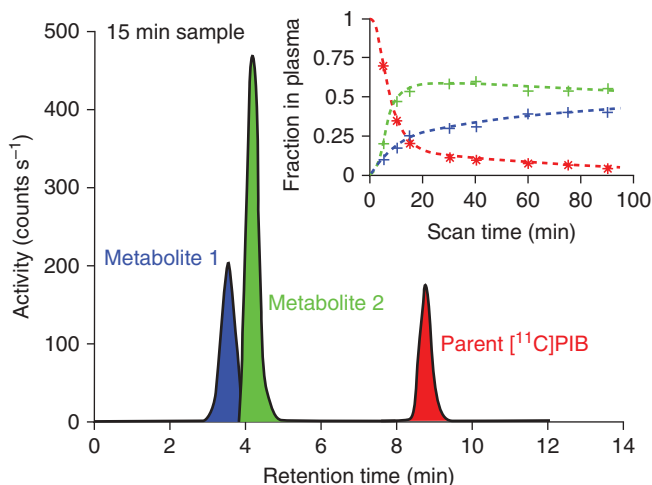 15 min sample
Activity (counts s⁻¹)
500
400
300
200
100
0
0 2 4 6 8 10 12 14
Retention time (min)
Metabolite 1
Metabolite 2
Parent [¹¹C]PIB
Fraction in plasma
1
0.75
0.5
0.25
0
0 20 40 60 80 100
Scan time (min)